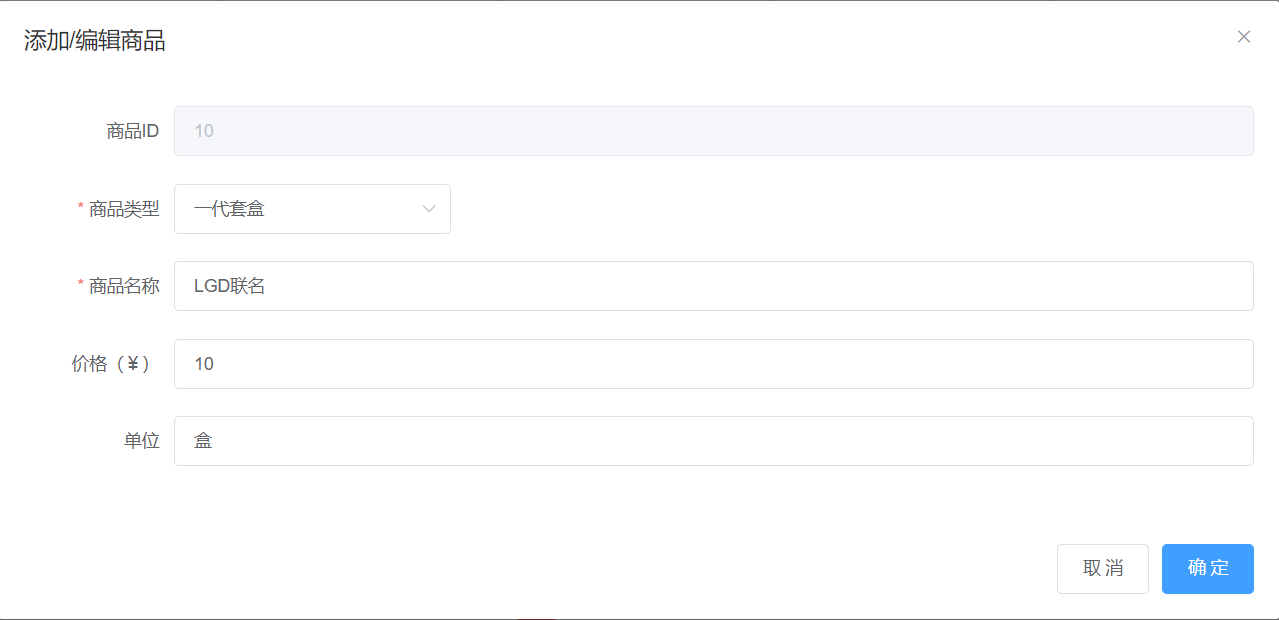 添加/编辑商品
商品ID 10
* 商品类型 一代套盒
* 商品名称 LGD联名
价格（¥） 10
单位 盒
取消 确定